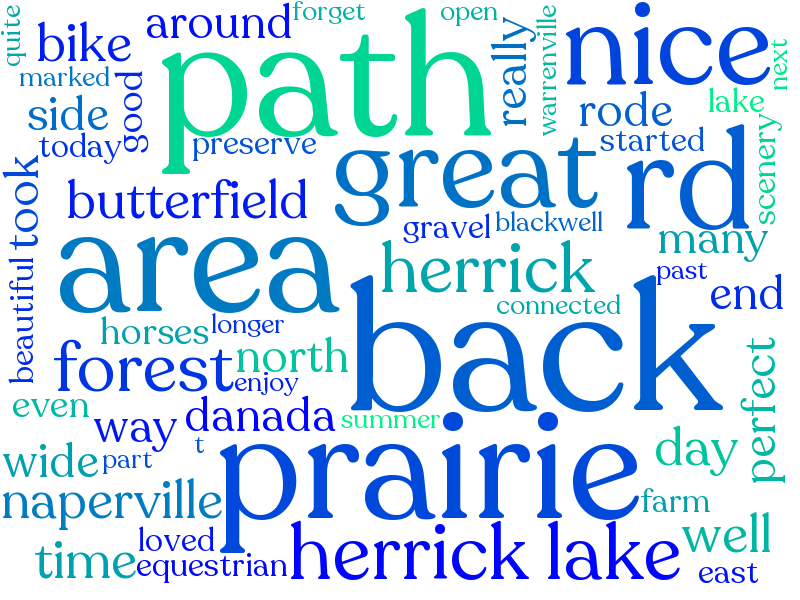 quite
bike
around
forget
open
path
really
warrenville
nice
next
marked
side
good
rode
lake
scenery
today
preserve
started
took
butterfield
great
rd
gravel
blackwell
many
area
herrick
past
end
beautiful
connected
back
horses
longer
north
forest
enjoy
perfect
even
way
danada
summer
t
prairie
day
wide
part
naperville
farm
well
time
loved
equestrian
herrick lake
east